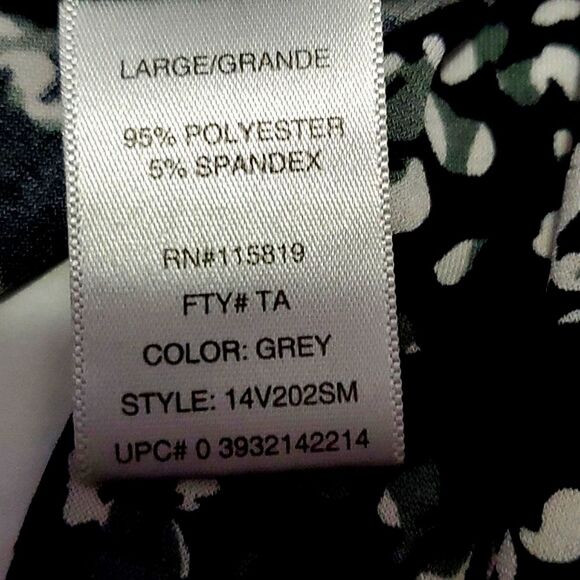 LARGE/GRANDE
95% POLYESTER
5% SPANDEX
RN#115819
FTY# TA
COLOR: GREY
STYLE: 14V202SM
UPC# 0 3932142214